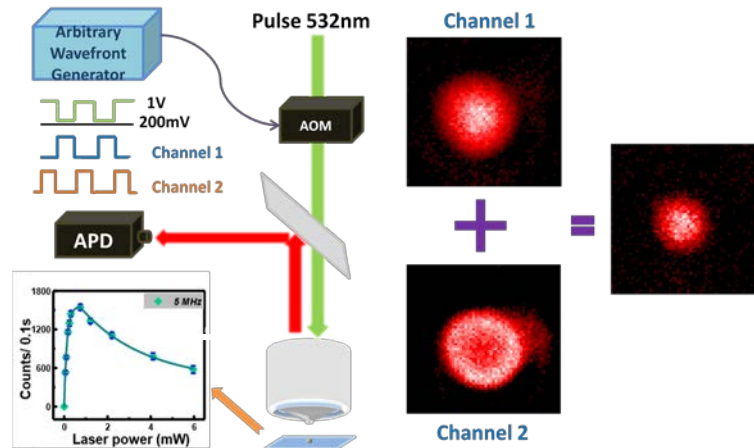 Arbitrary
Wavefront
Generator
Pulse 532nm
Channel 1
1V
200mV
AOM
Channel 1
Channel 2
APD
1800
1200
600
0
Counts/ 0.1s
5 MHz
0 2 4 6
Laser power (mW)
Channel 2